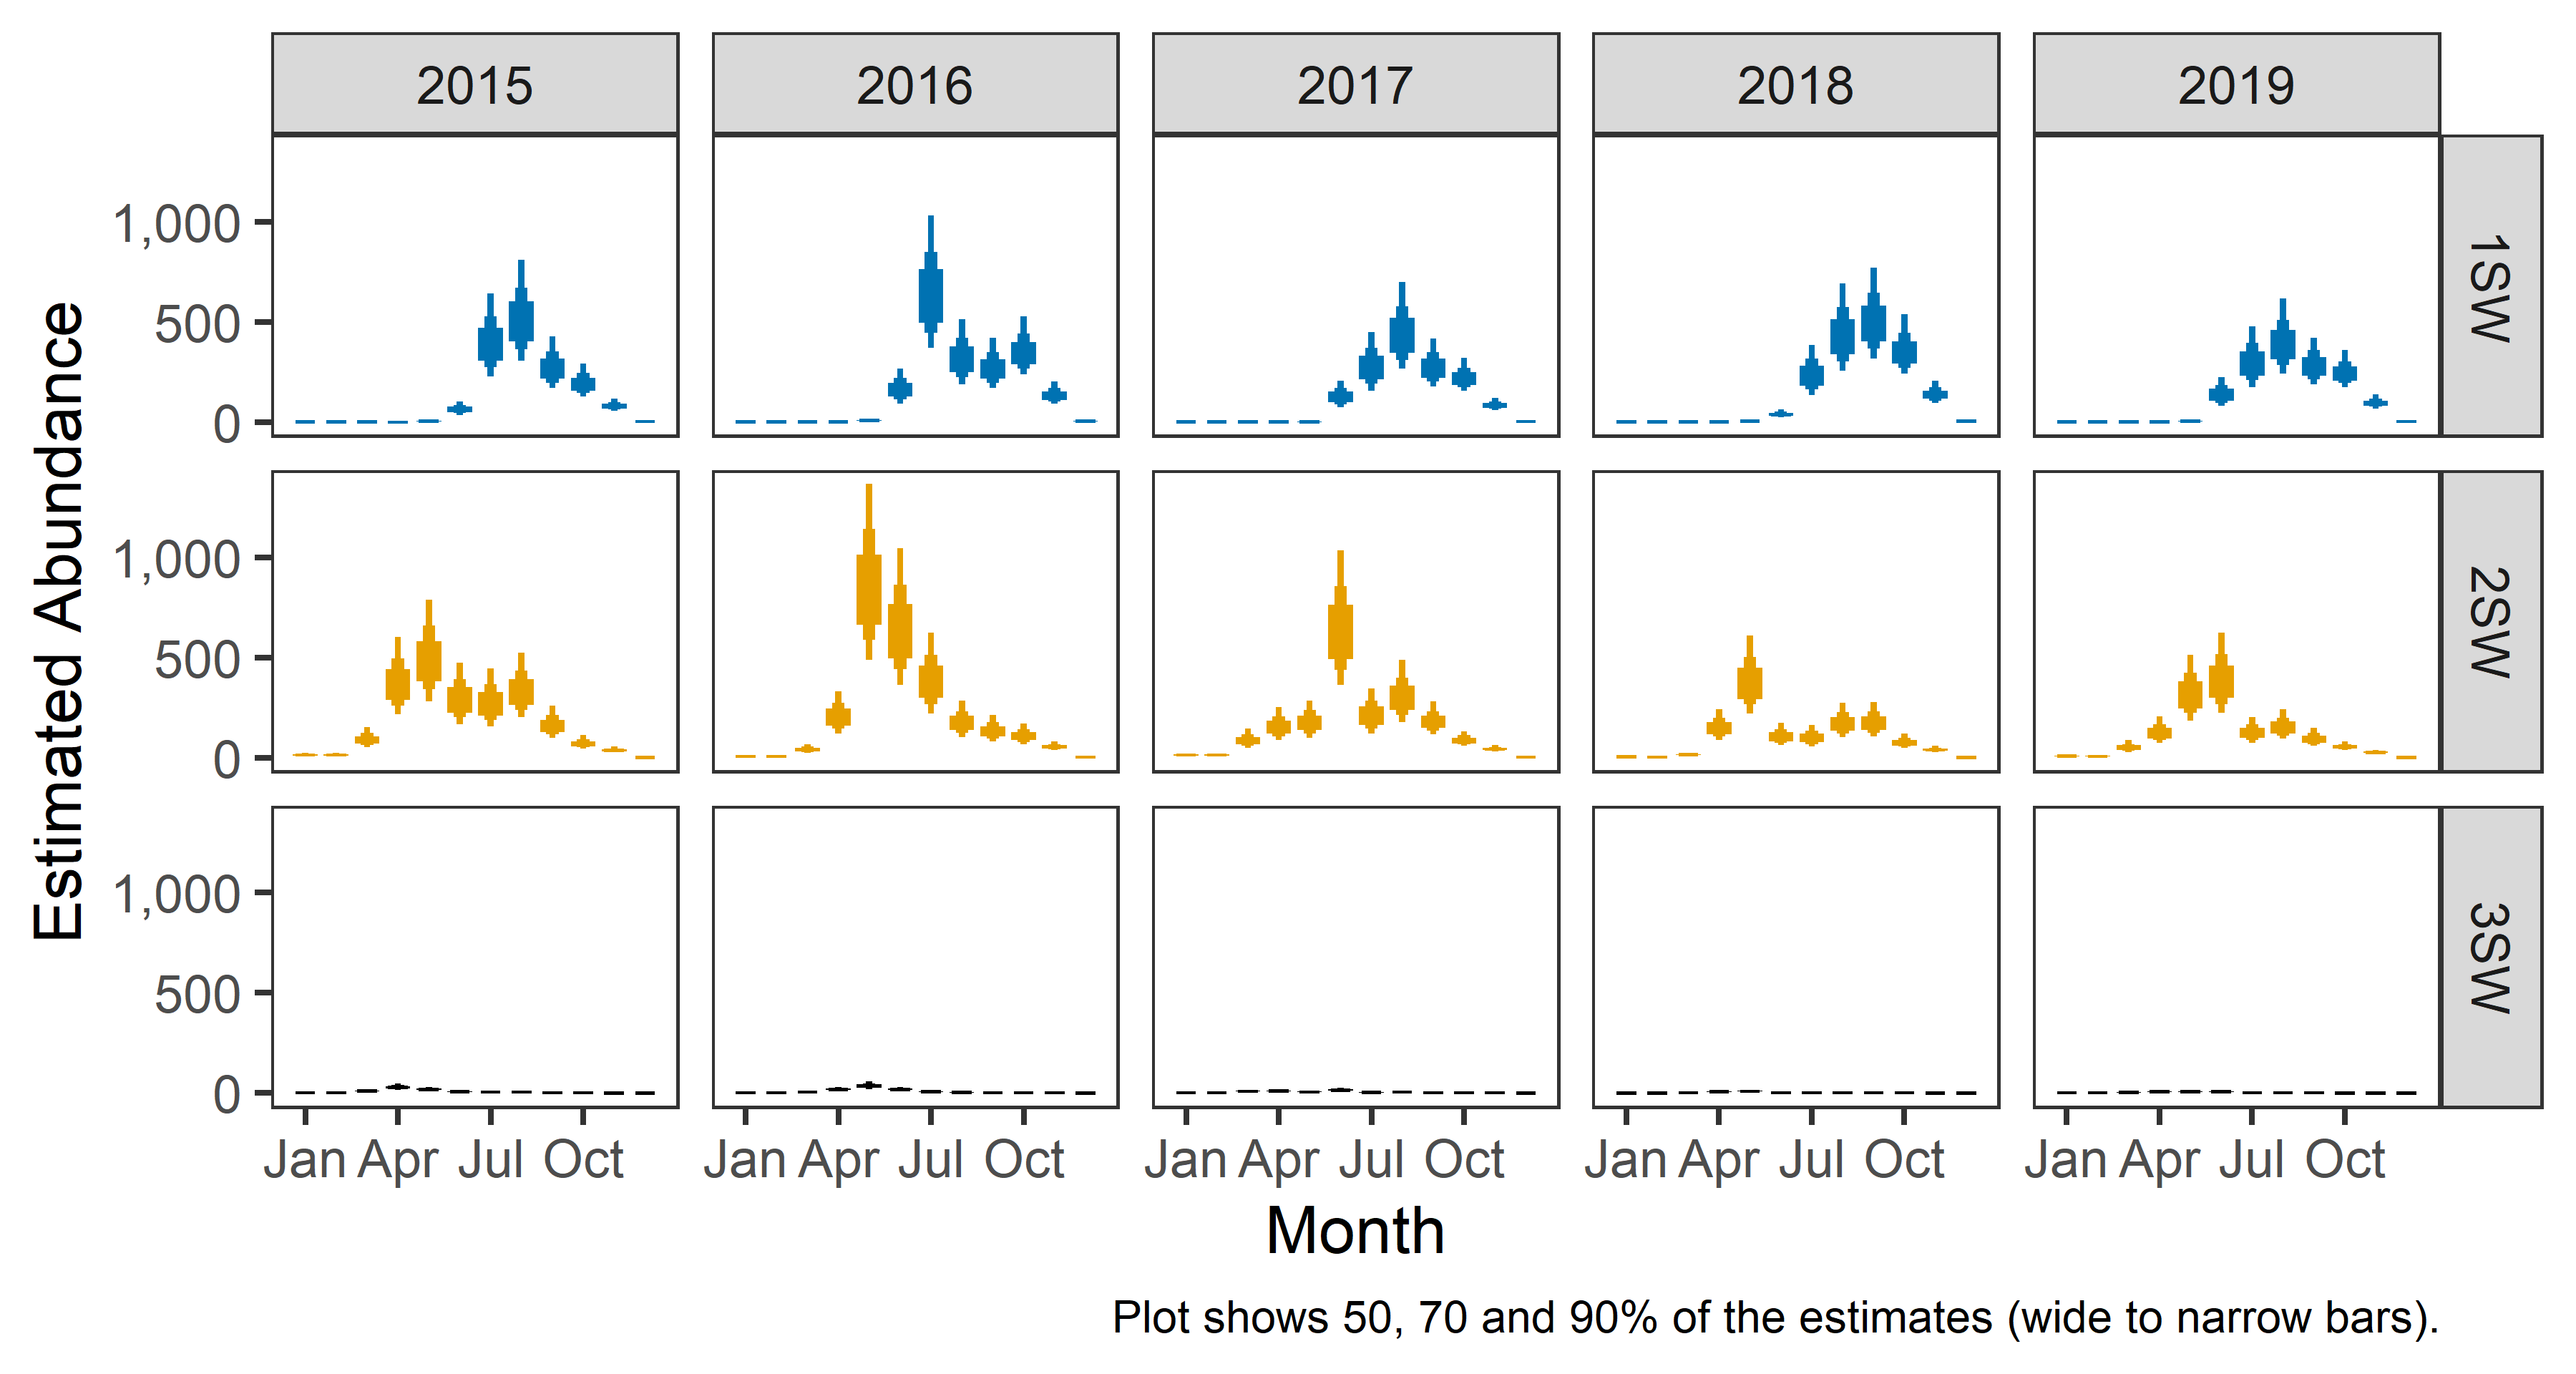 2015 2016 2017 2018 2019
1,000
500
0
1SW
1,000
500
0
2SW
1,000
500
0
3SW
Estimated Abundance
Jan Apr Jul Oct Jan Apr Jul Oct Jan Apr Jul Oct Jan Apr Jul Oct Jan Apr Jul Oct
Month
Plot shows 50, 70 and 90% of the estimates (wide to narrow bars).